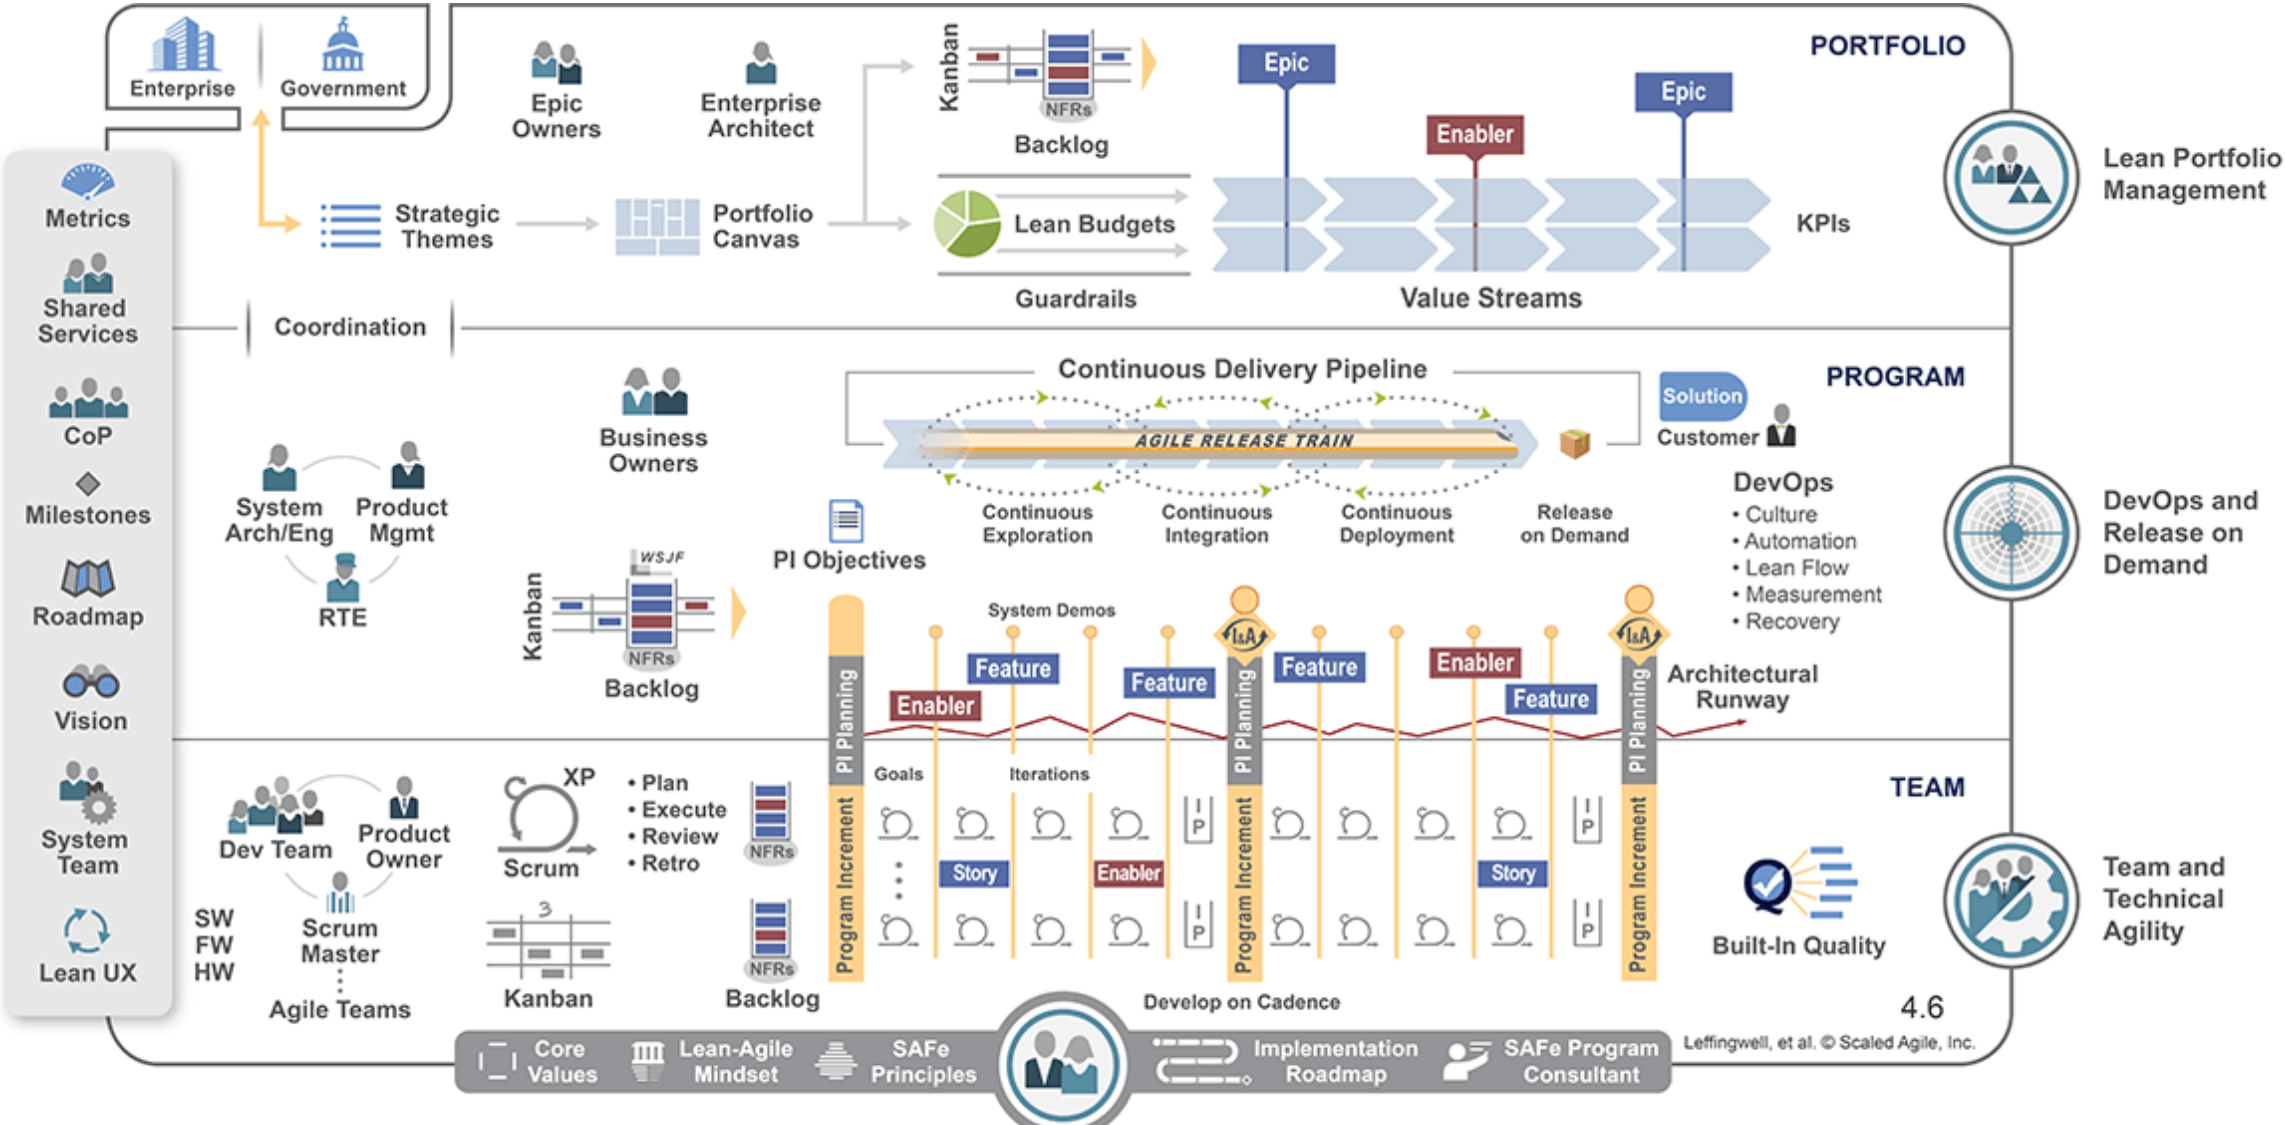 Enterprise
Government
Epic
Owners
Enterprise
Architect
Kanban
NFRs
Backlog
Epic
Enabler
Epic
PORTFOLIO
Lean Portfolio
Management
Strategic
Themes
Portfolio
Canvas
Lean Budgets
Guardrails
Value Streams
KPIs
Metrics
Shared
Services
CoP
Milestones
Roadmap
Vision
System
Team
Lean UX
Coordination
PROGRAM
Business
Owners
Continuous Delivery Pipeline
AGILE RELEASE TRAIN
Continuous
Exploration
Continuous
Integration
Continuous
Deployment
Release
on Demand
Solution
Customer
DevOps
• Culture
• Automation
• Lean Flow
• Measurement
• Recovery
DevOps and
Release on
Demand
System
Arch/Eng
Product
Mgmt
RTE
Kanban
WSJF
NFRs
Backlog
PI Objectives
System Demos
I&A
I&A
Enabler
Feature
Feature
Feature
Enabler
Feature
Architectural
Runway
PI Planning
PI Planning
PI Planning
TEAM
Dev Team
Product
Owner
Scrum
Master
Agile Teams
SW
FW
HW
XP
Scrum
• Plan
• Execute
• Review
• Retro
3
Kanban
NFRs
NFRs
Backlog
Goals
Iterations
Program Increment
Program Increment
Program Increment
I
P
I
P
I
P
I
P
Story
Enabler
Story
Develop on Cadence
Built-In Quality
Team and
Technical
Agility
4.6
Leffingwell, et al. © Scaled Agile, Inc.
Core
Values
Lean-Agile
Mindset
SAFe
Principles
Implementation
Roadmap
SAFe Program
Consultant